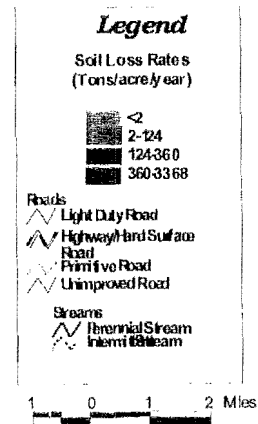 Legend
Soil Loss Rates
(Tons/acre/year)
<2
2-124
124-360
360-3368
Roads
Light Duty Road
Highway/Hard Surface
Road
Primitive Road
Unimproved Road
Streams
Perennial Stream
1 0 1 2 Miles